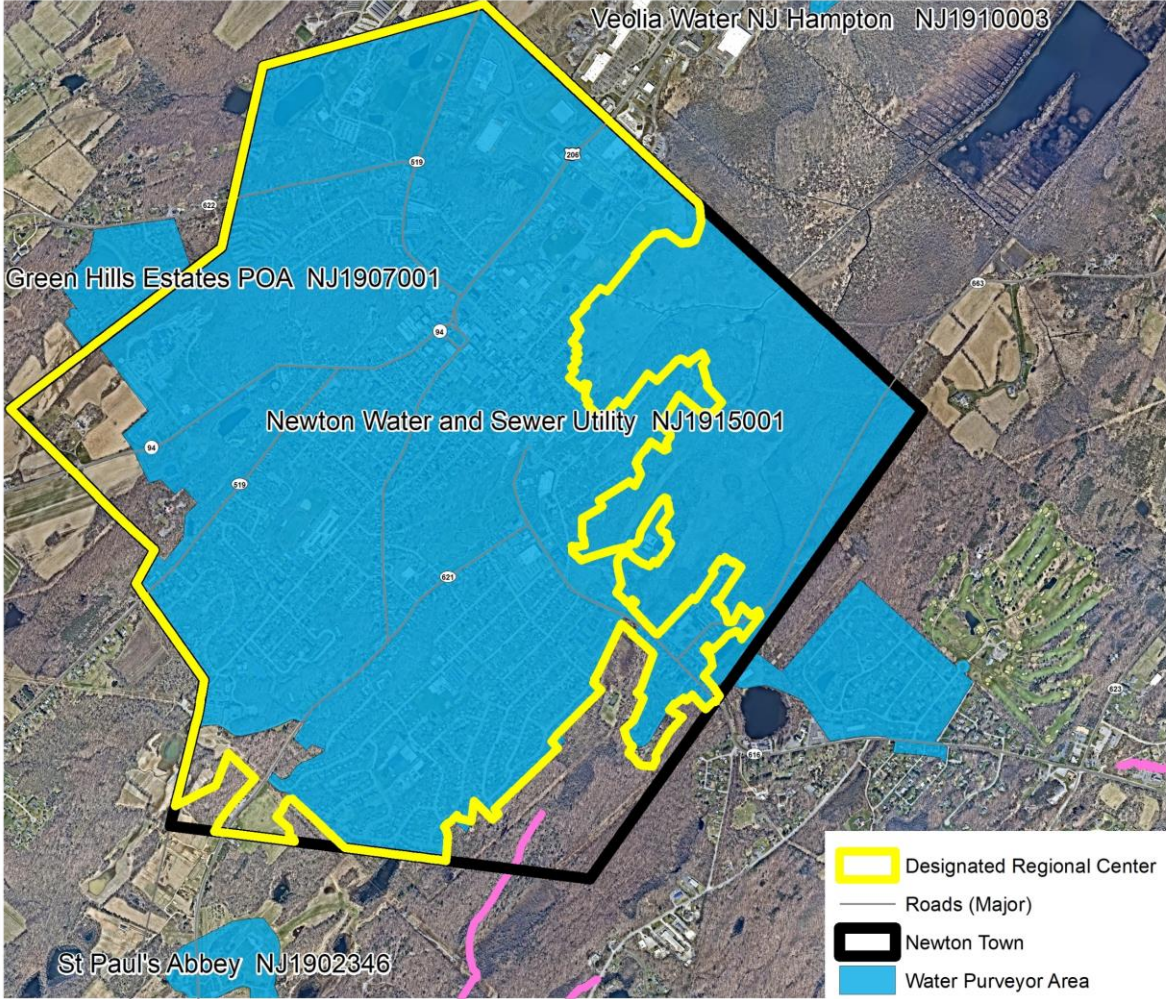 Veolia Water NJ Hampton NJ1910003
519
206
622
Green Hills Estates POA NJ1907001
663
94
Newton Water and Sewer Utility NJ1915001
94
519
621
623
616
St Paul's Abbey NJ1902346
Designated Regional Center
Roads (Major)
Newton Town
Water Purveyor Area